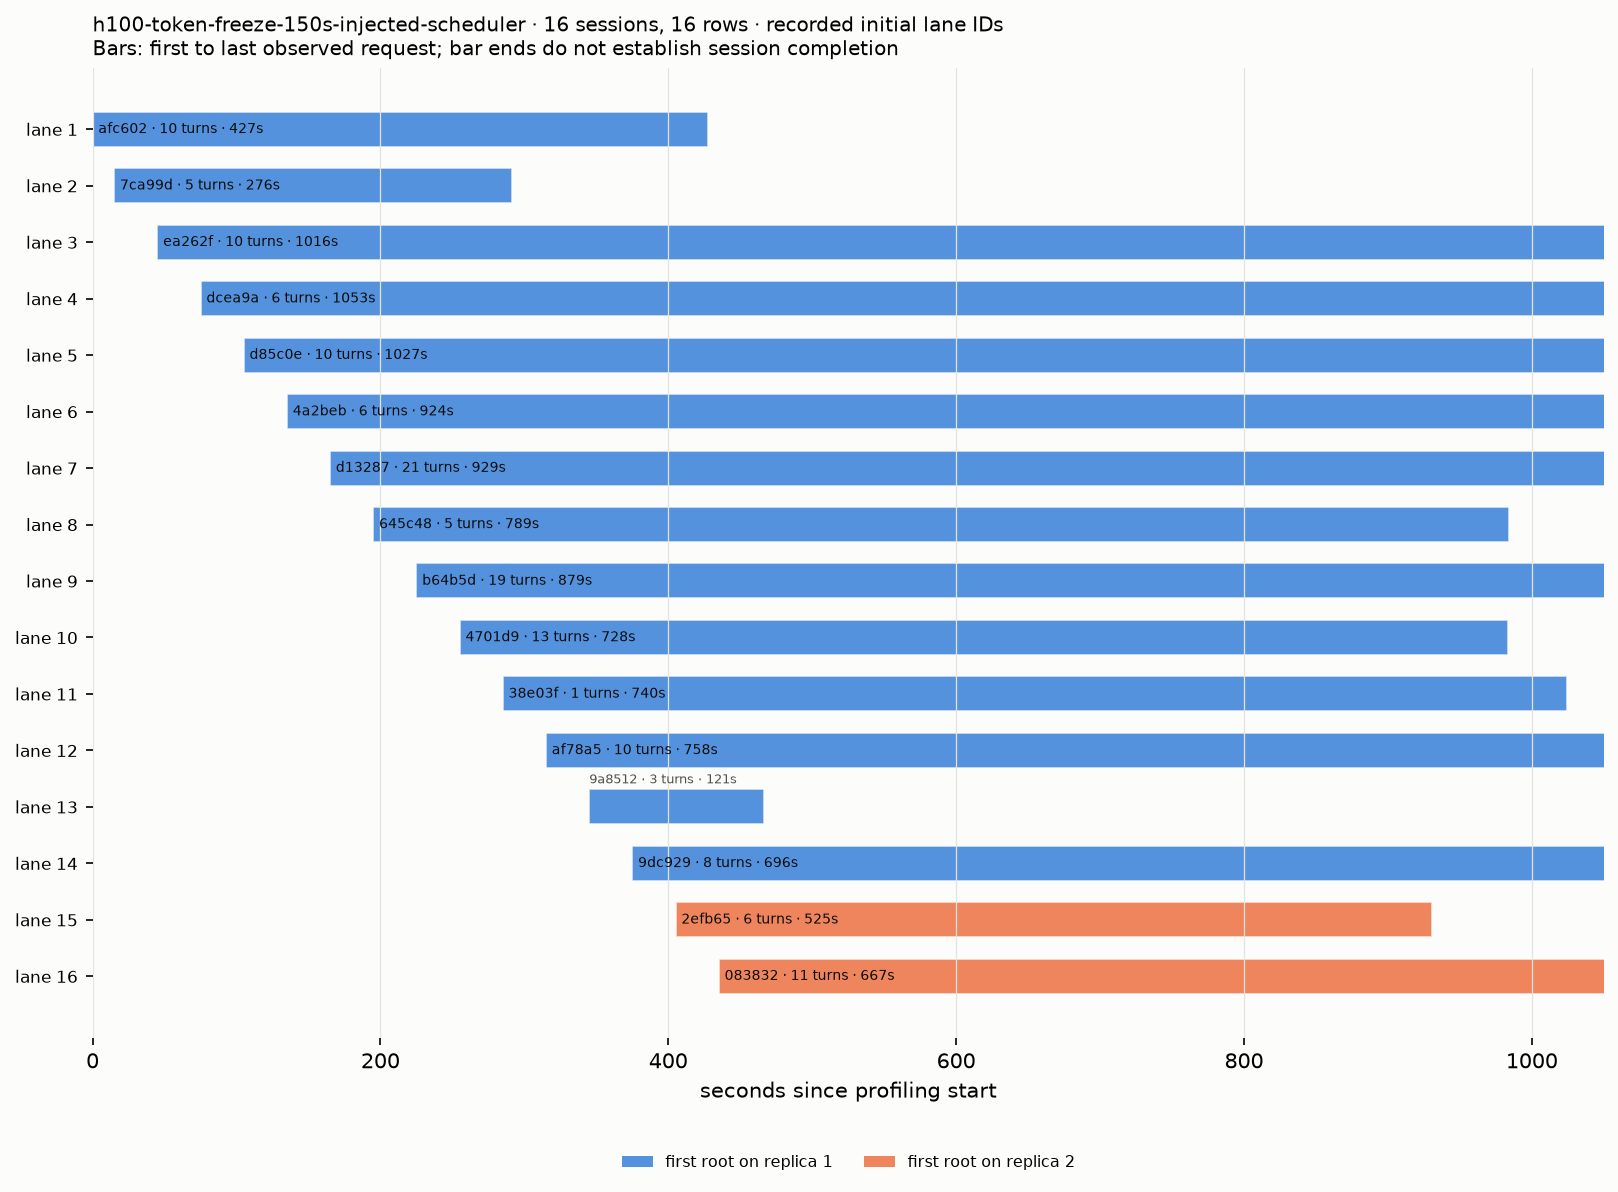 h100-token-freeze-150s-injected-scheduler · 16 sessions, 16 rows · recorded initial lane IDs
Bars: first to last observed request; bar ends do not establish session completion
lane 1
afc602 · 10 turns · 427s
lane 2
7ca99d · 5 turns · 276s
lane 3
ea262f · 10 turns · 1016s
lane 4
dcea9a · 6 turns · 1053s
lane 5
d85c0e · 10 turns · 1027s
lane 6
4a2beb · 6 turns · 924s
lane 7
d13287 · 21 turns · 929s
lane 8
645c48 · 5 turns · 789s
lane 9
b64b5d · 19 turns · 879s
lane 10
4701d9 · 13 turns · 728s
lane 11
38e03f · 1 turns · 740s
lane 12
af78a5 · 10 turns · 758s
9a8512 · 3 turns · 121s
lane 13
lane 14
9dc929 · 8 turns · 696s
lane 15
2efb65 · 6 turns · 525s
lane 16
083832 · 11 turns · 667s
0 200 400 600 800 1000
seconds since profiling start
first root on replica 1
first root on replica 2